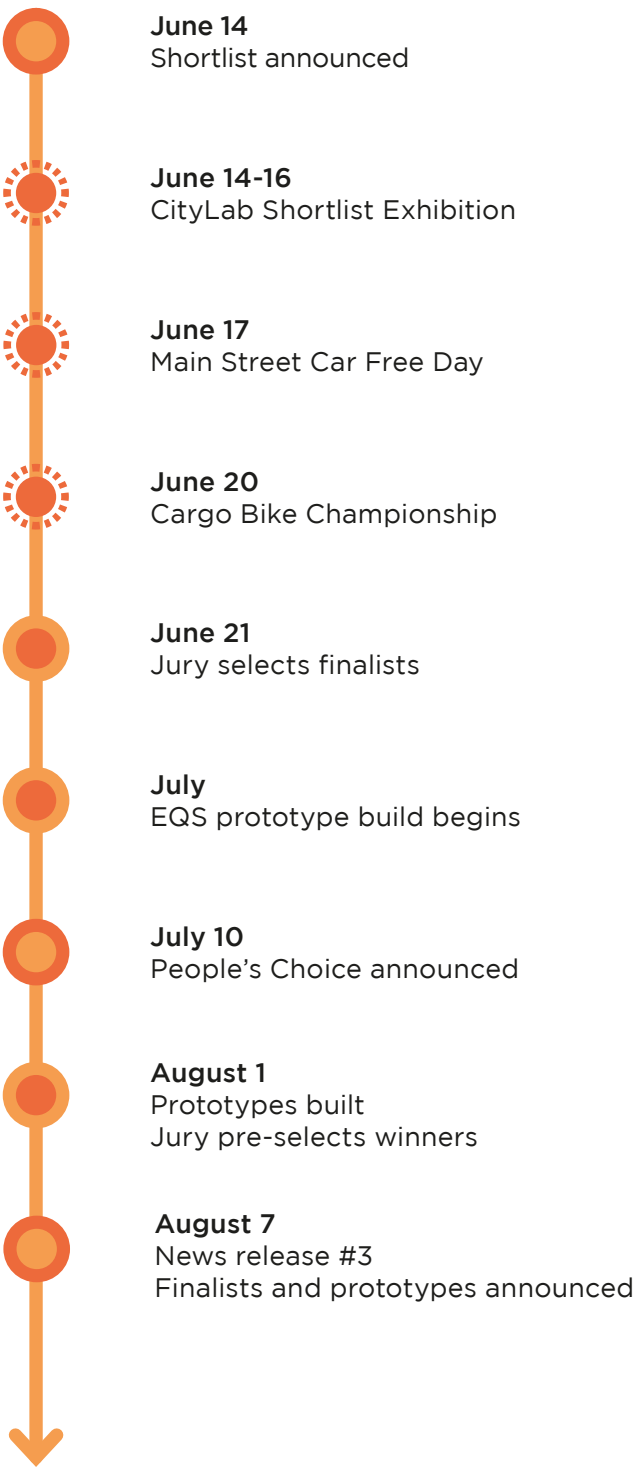 June 14
Shortlist announced
June 14-16
CityLab Shortlist Exhibition
June 17
Main Street Car Free Day
June 20
Cargo Bike Championship
June 21
Jury selects finalists
July
EQS prototype build begins
July 10
People’s Choice announced
August 1
Prototypes built
Jury pre-selects winners
August 7
News release #3
Finalists and prototypes announced